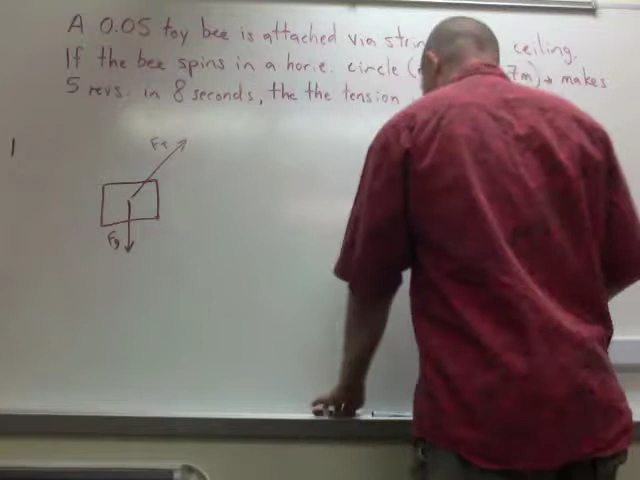 A 0.05 toy bee is attached via ceiling.
If the bee spins in a horiz. circle ( 7m) & makes
5 revs. in 8 seconds, the the tension
1
FT
Fg